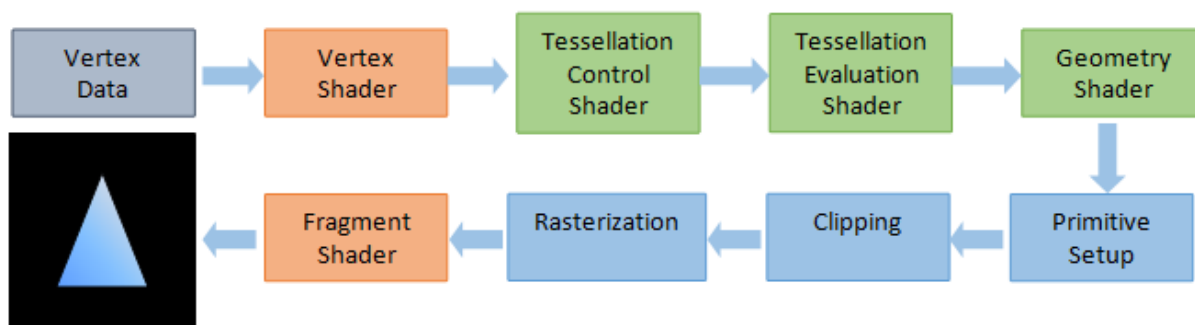 Vertex
Data
Vertex
Shader
Tessellation
Control
Shader
Tessellation
Evaluation
Shader
Geometry
Shader
Fragment
Shader
Rasterization
Clipping
Primitive
Setup